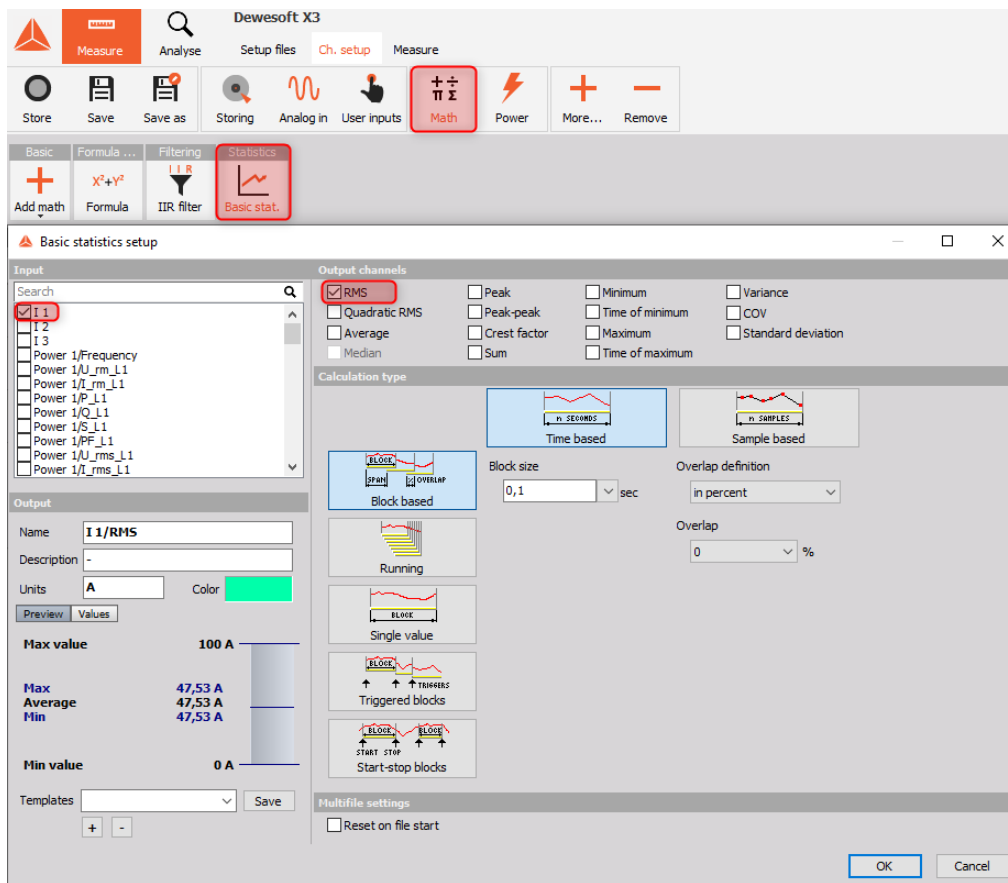 Dewesoft X3
Measure
Analyse
Setup files
Ch. setup
Measure
Store
Save
Save as
Storing
Analog in
User inputs
Math
Power
More...
Remove
Basic
Formula ...
Filtering
Statistics
Add math
X²+Y²
Formula
I I R
IIR filter
Basic stat.
Basic statistics setup
Input
Search
I 1
I 2
I 3
Power 1/Frequency
Power 1/U_rm_L1
Power 1/I_rm_L1
Power 1/P_L1
Power 1/Q_L1
Power 1/S_L1
Power 1/PF_L1
Power 1/U_rms_L1
Power 1/I_rms_L1
Output
Name I 1/RMS
Description -
Units A Color
Preview Values
Max value 100 A
Max 47,53 A
Average 47,53 A
Min 47,53 A
Min value 0 A
Templates Save
+ -
Output channels
RMS Peak Minimum Variance
Quadratic RMS Peak-peak Time of minimum COV
Average Crest factor Maximum Standard deviation
Median Sum Time of maximum
Calculation type
n SECONDS
Time based
n SAMPLES
Sample based
BLOCK
SPAN % OVERLAP
Block based
Block size
0,1 sec
Overlap definition
in percent
Overlap
0 %
Running
BLOCK
Single value
BLOCK
TRIGGERS
Triggered blocks
BLOCK BLOCK
START STOP
Start-stop blocks
Multifile settings
Reset on file start
OK Cancel